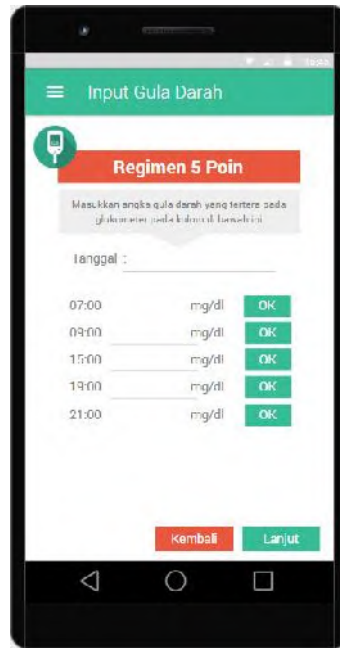 Input Gula Darah
Regimen 5 Poin
Masukkan angka gula darah yang tertera pada
glukometer pada kolom di bawah ini
Tanggal :
07:00 mg/dl OK
09:00 mg/dl OK
15:00 mg/dl OK
19:00 mg/dl OK
21:00 mg/dl OK
Kembali Lanjut